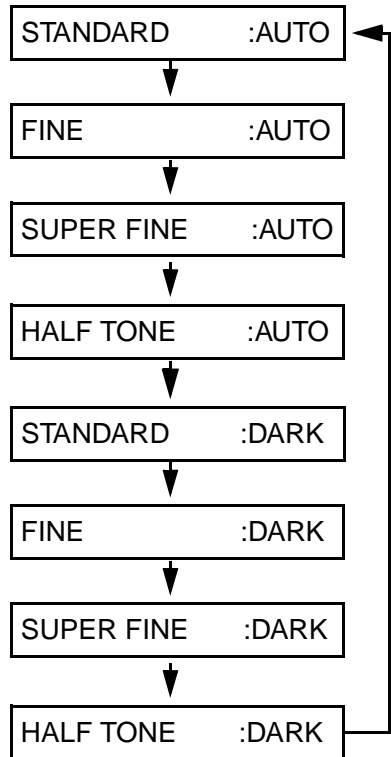 STANDARD :AUTO
FINE :AUTO
SUPER FINE :AUTO
HALF TONE :AUTO
STANDARD :DARK
FINE :DARK
SUPER FINE :DARK
HALF TONE :DARK